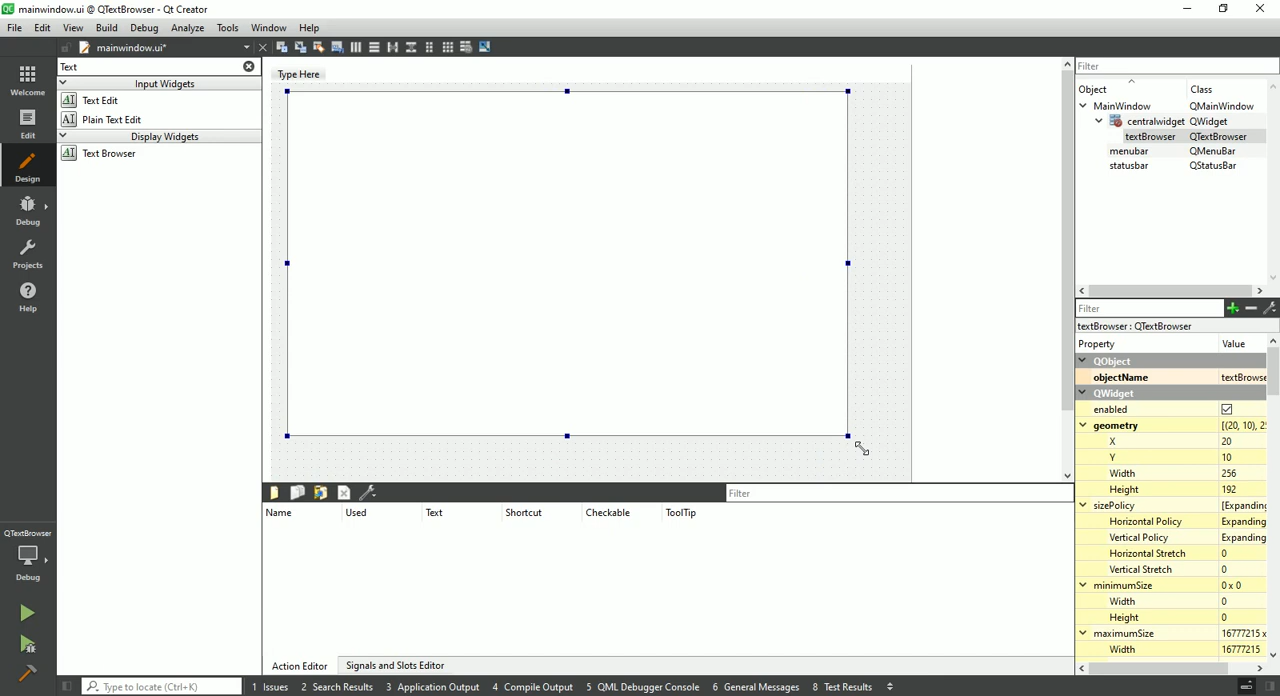 mainwindow.ui @ QTextBrowser - Qt Creator
File Edit View Build Debug Analyze Tools Window Help
mainwindow.ui*
Text
Input Widgets
Text Edit
Plain Text Edit
Display Widgets
Text Browser
Welcome
Edit
Design
Debug
Projects
Help
QTextBrowser
Debug
Type Here
Filter
Object Class
MainWindow QMainWindow
centralwidget QWidget
textBrowser QTextBrowser
menubar QMenuBar
statusbar QStatusBar
Filter
textBrowser : QTextBrowser
Property Value
QObject
objectName textBrowse
QWidget
enabled
geometry [(20, 10), 2
X 20
Y 10
Width 256
Height 192
sizePolicy [Expanding
Horizontal Policy Expanding
Vertical Policy Expanding
Horizontal Stretch 0
Vertical Stretch 0
minimumSize 0 x 0
Width 0
Height 0
maximumSize 16777215 x
Width 16777215
Filter
Name Used Text Shortcut Checkable ToolTip
Action Editor Signals and Slots Editor
Type to locate (Ctrl+K)
1 Issues 2 Search Results 3 Application Output 4 Compile Output 5 QML Debugger Console 6 General Messages 8 Test Results